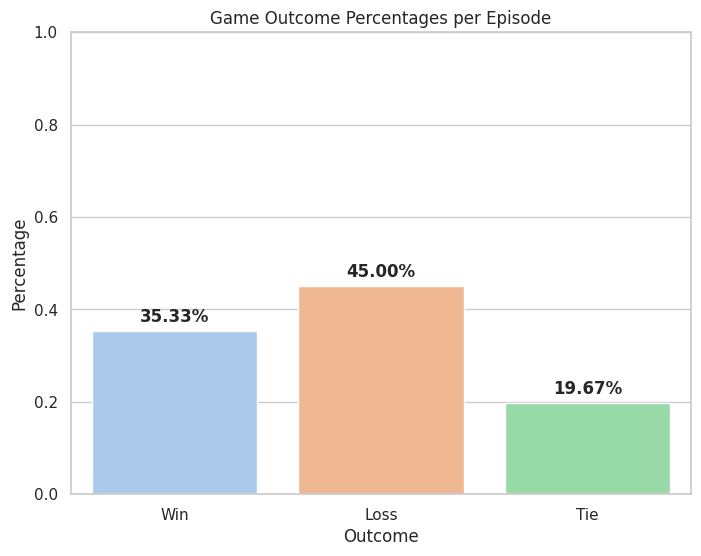 Game Outcome Percentages per Episode
1.0
0.8
0.6
0.4
0.2
0.0
Percentage
35.33%
45.00%
19.67%
Win
Loss
Tie
Outcome